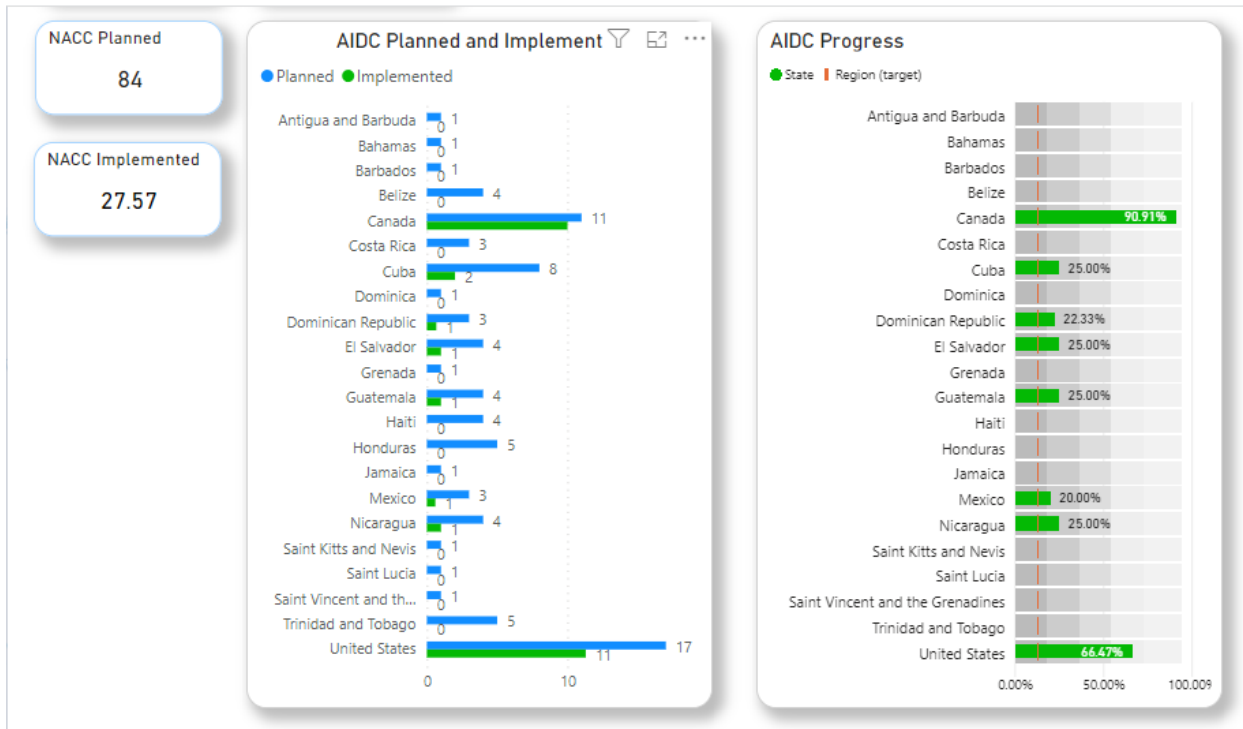 NACC Planned
84
NACC Implemented
27.57
AIDC Planned and Implement
Planned Implemented
Antigua and Barbuda 1 0
Bahamas 1 0
Barbados 1 0
Belize 4 0
Canada 11
Costa Rica 3 0
Cuba 8 2
Dominica 1 0
Dominican Republic 3 1
El Salvador 4 1
Grenada 1 0
Guatemala 4 1
Haiti 4 0
Honduras 5 0
Jamaica 1 0
Mexico 3 1
Nicaragua 4 1
Saint Kitts and Nevis 1 0
Saint Lucia 1 0
Saint Vincent and th... 1 0
Trinidad and Tobago 5 0
United States 17 11
0 10
AIDC Progress
State Region (target)
Antigua and Barbuda
Bahamas
Barbados
Belize
Canada 90.91%
Costa Rica
Cuba 25.00%
Dominica
Dominican Republic 22.33%
El Salvador 25.00%
Grenada
Guatemala 25.00%
Haiti
Honduras
Jamaica
Mexico 20.00%
Nicaragua 25.00%
Saint Kitts and Nevis
Saint Lucia
Saint Vincent and the Grenadines
Trinidad and Tobago
United States 66.47%
0.00% 50.00% 100.00%